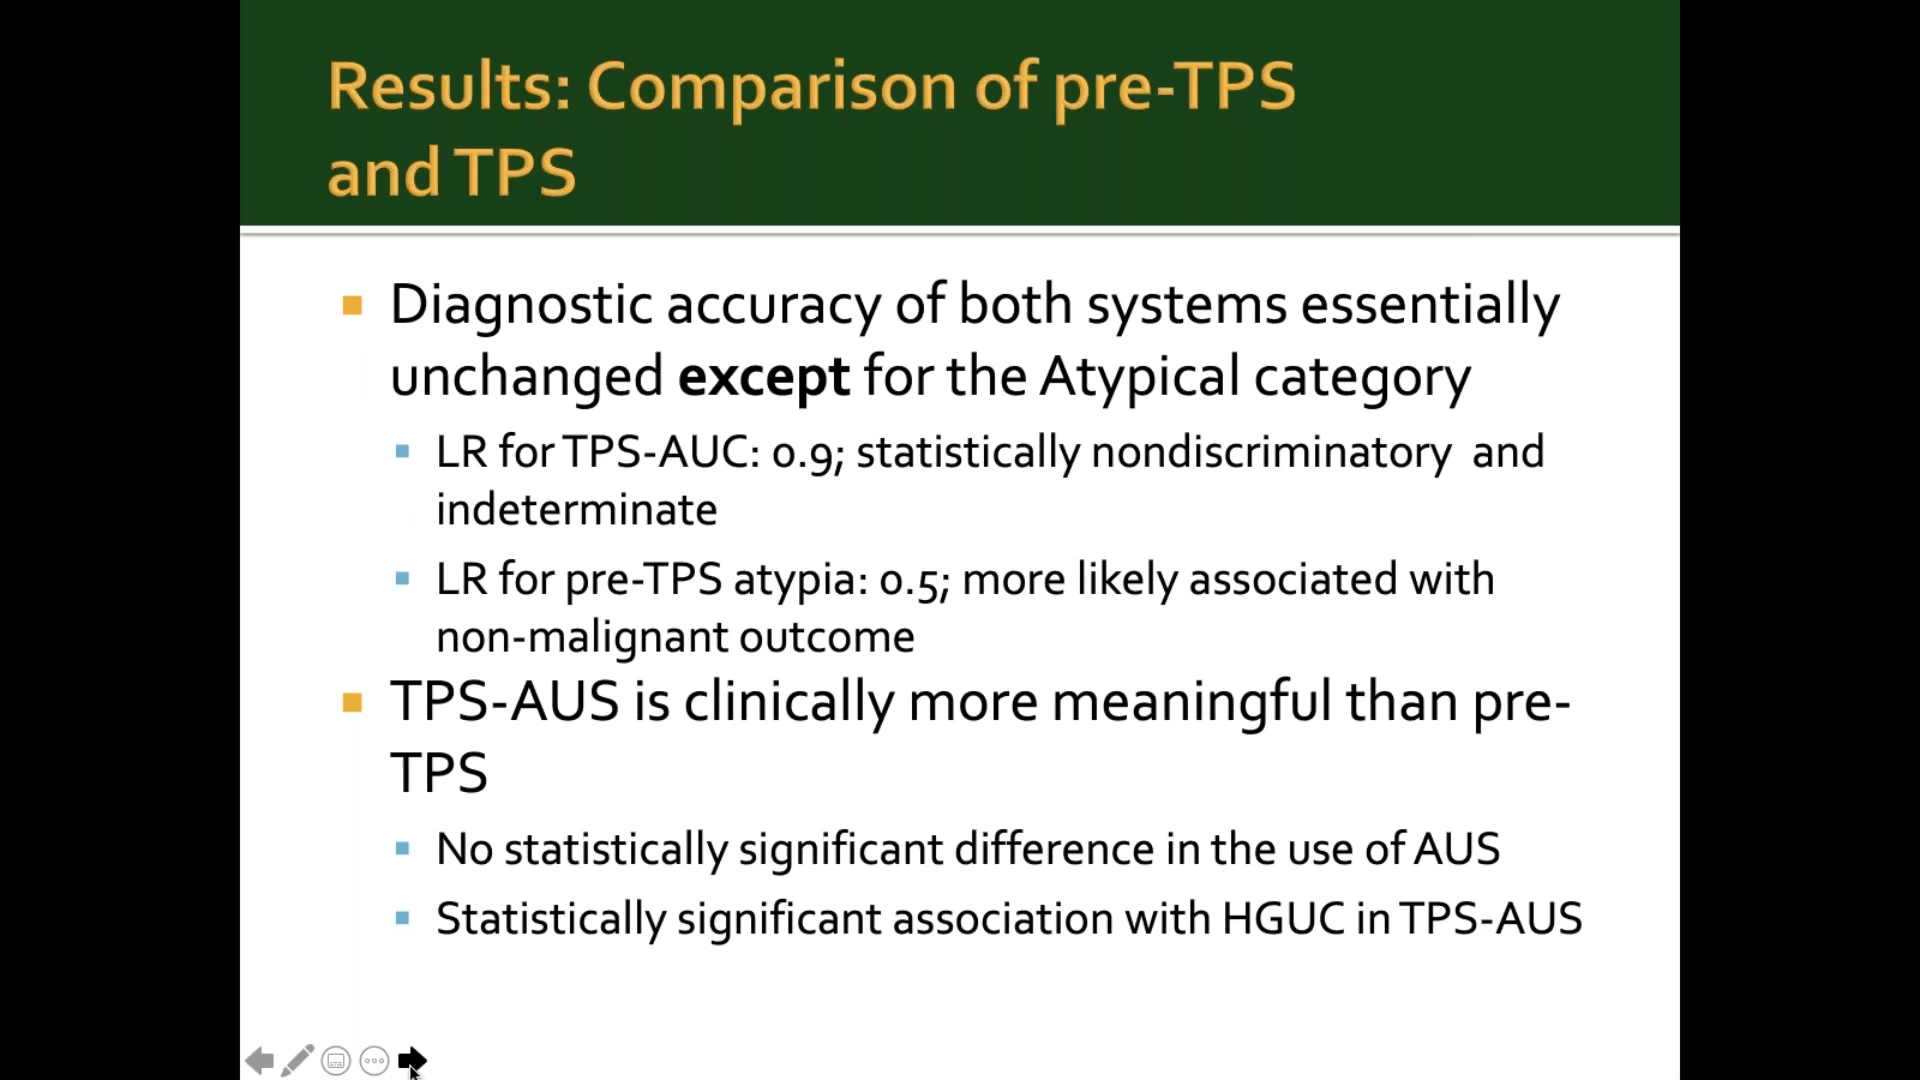 Results: Comparison of pre-TPS
and TPS
Diagnostic accuracy of both systems essentially
unchanged except for the Atypical category
LR for TPS-AUC: 0.9; statistically nondiscriminatory and
indeterminate
LR for pre-TPS atypia: 0.5; more likely associated with
non-malignant outcome
TPS-AUS is clinically more meaningful than pre-
TPS
No statistically significant difference in the use of AUS
Statistically significant association with HGUC in TPS-AUS